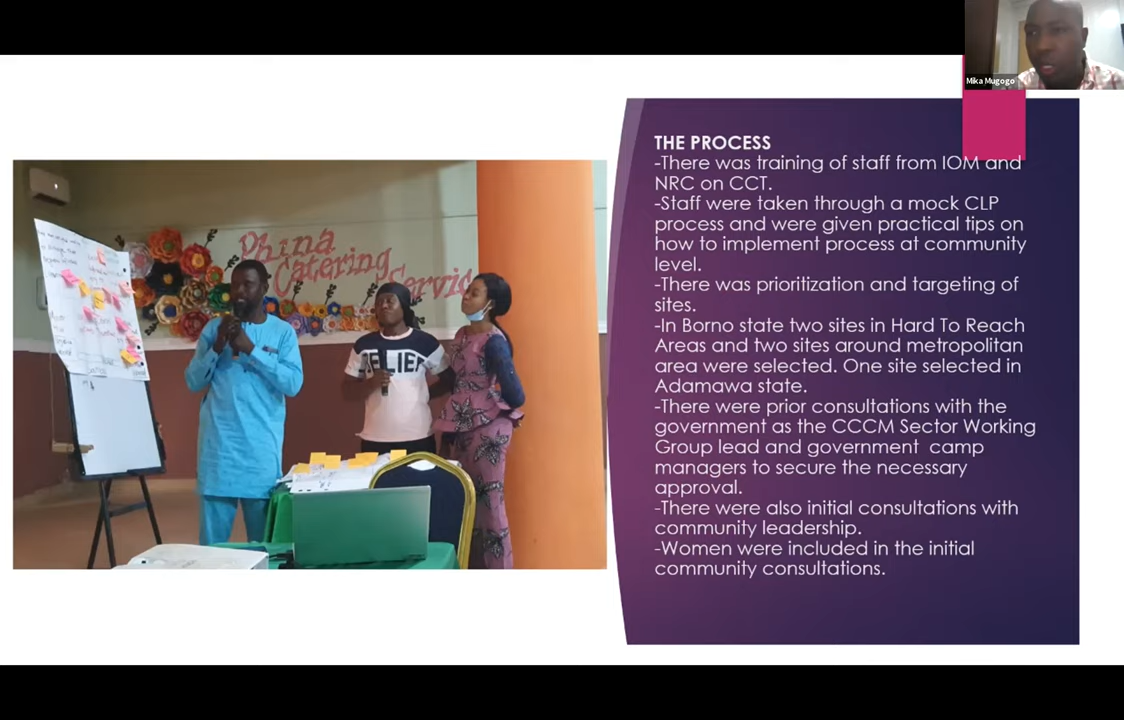 Mika Mugogo
THE PROCESS
-There was training of staff from IOM and
NRC on CCT.
-Staff were taken through a mock CLP
process and were given practical tips on
how to implement process at community
level.
-There was prioritization and targeting of
sites.
-In Borno state two sites in Hard To Reach
Areas and two sites around metropolitan
area were selected. One site selected in
Adamawa state.
-There were prior consultations with the
government as the CCCM Sector Working
Group lead and government  camp
managers to secure the necessary
approval.
-There were also initial consultations with
community leadership.
-Women were included in the initial
community consultations.
Phina
Catering
Servic
BELIEF